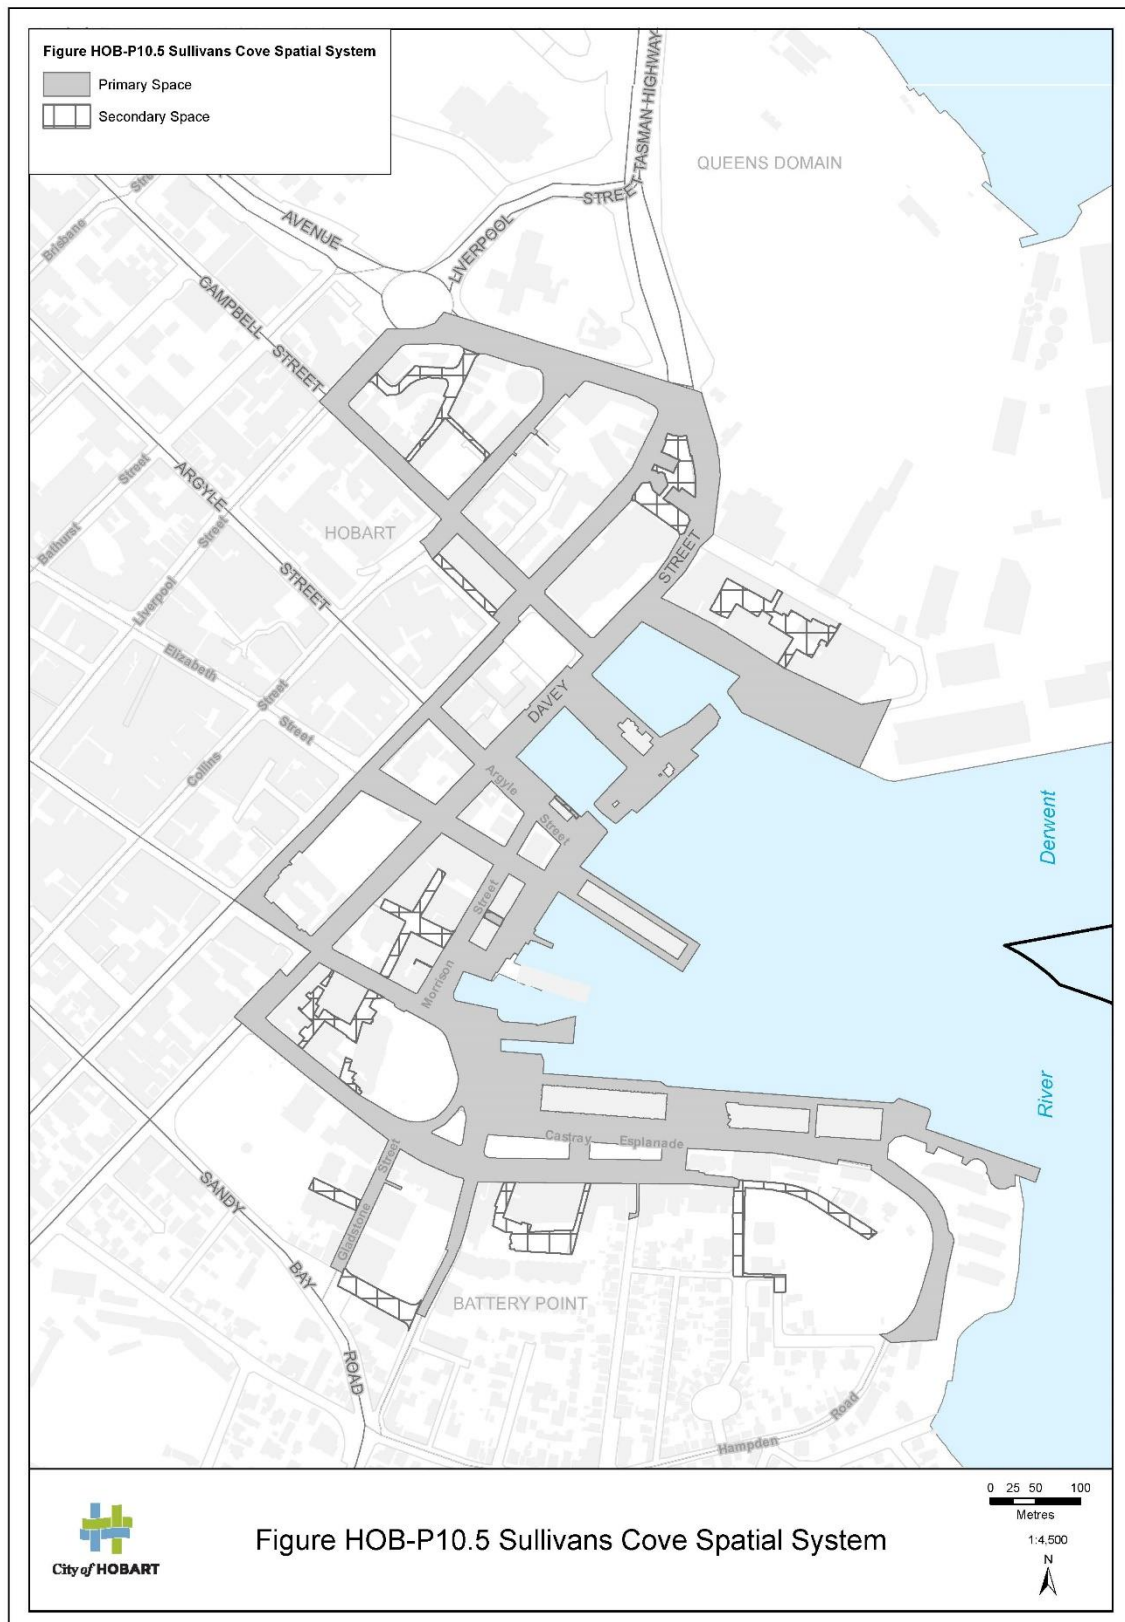 Figure HOB-P10.5 Sullivans Cove Spatial System
Primary Space
Secondary Space
STREET
TASMAN HIGHWAY
QUEENS DOMAIN
AVENUE
LIVERPOOL
STREET
Brisbane
Street
CAMPBELL STREET
ARGYLE STREET
HOBART
Bathurst Street
Liverpool Street
Elizabeth Street
Collins Street
STREET
DAVEY
Argyle Street
Morrison Street
Derwent
River
Castray Esplanade
Gladstone Street
SANDY BAY ROAD
BATTERY POINT
Hampden Road
City of HOBART
Figure HOB-P10.5 Sullivans Cove Spatial System
0 25 50 100
Metres
1:4,500
N